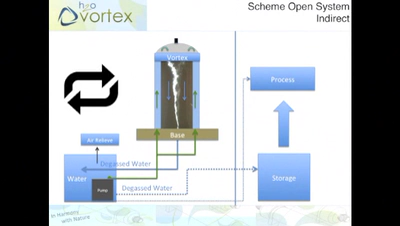 h2o
vortex
Scheme Open System
Indirect
Vortex
Process
Base
Air Relieve
Degassed Water
Water
Pump
Degassed Water
Storage
In Harmony
with Nature